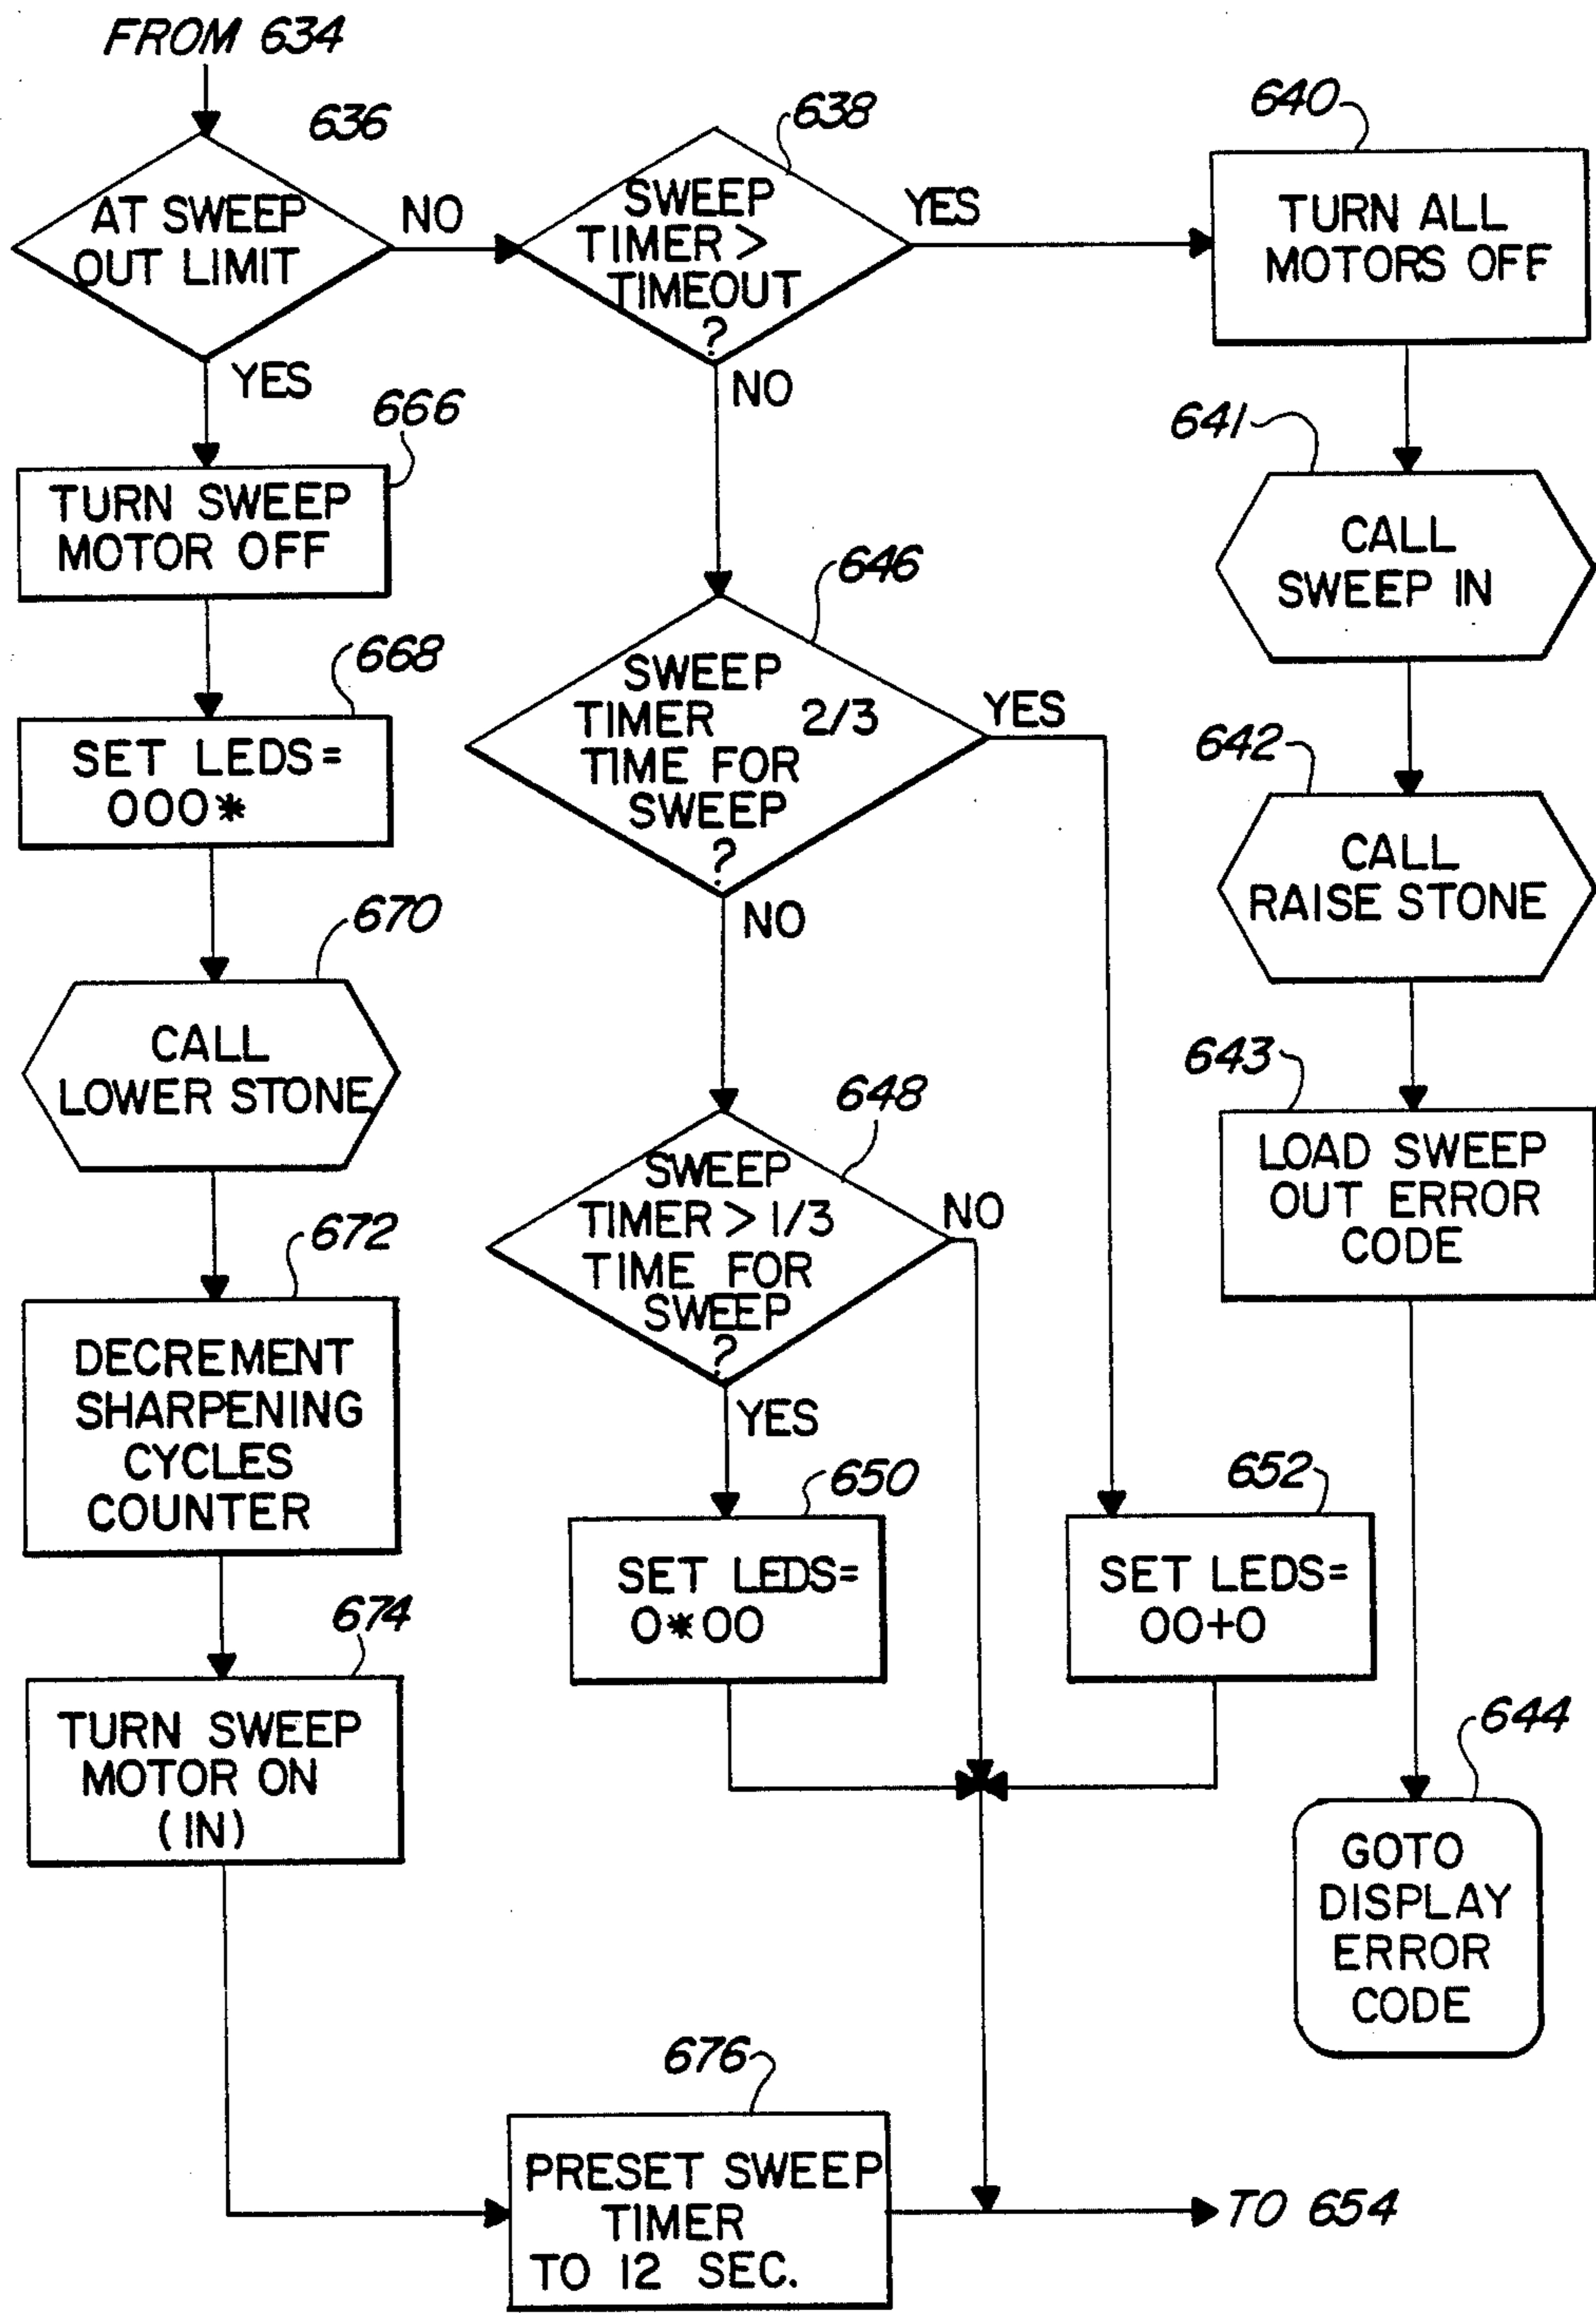 FROM 634
636
AT SWEEP
OUT LIMIT
NO
YES
638
SWEEP
TIMER >
TIMEOUT
?
YES
NO
640
TURN ALL
MOTORS OFF
666
TURN SWEEP
MOTOR OFF
641
CALL
SWEEP IN
646
SWEEP
TIMER 2/3
TIME FOR
SWEEP
?
YES
NO
668
SET LEDS=
000*
642
CALL
RAISE STONE
670
CALL
LOWER STONE
648
SWEEP
TIMER > 1/3
TIME FOR
SWEEP
?
NO
YES
643
LOAD SWEEP
OUT ERROR
CODE
672
DECREMENT
SHARPENING
CYCLES
COUNTER
650
SET LEDS=
0*00
652
SET LEDS=
00+0
674
TURN SWEEP
MOTOR ON
(IN)
644
GOTO
DISPLAY
ERROR
CODE
676
PRESET SWEEP
TIMER
TO 12 SEC.
TO 654